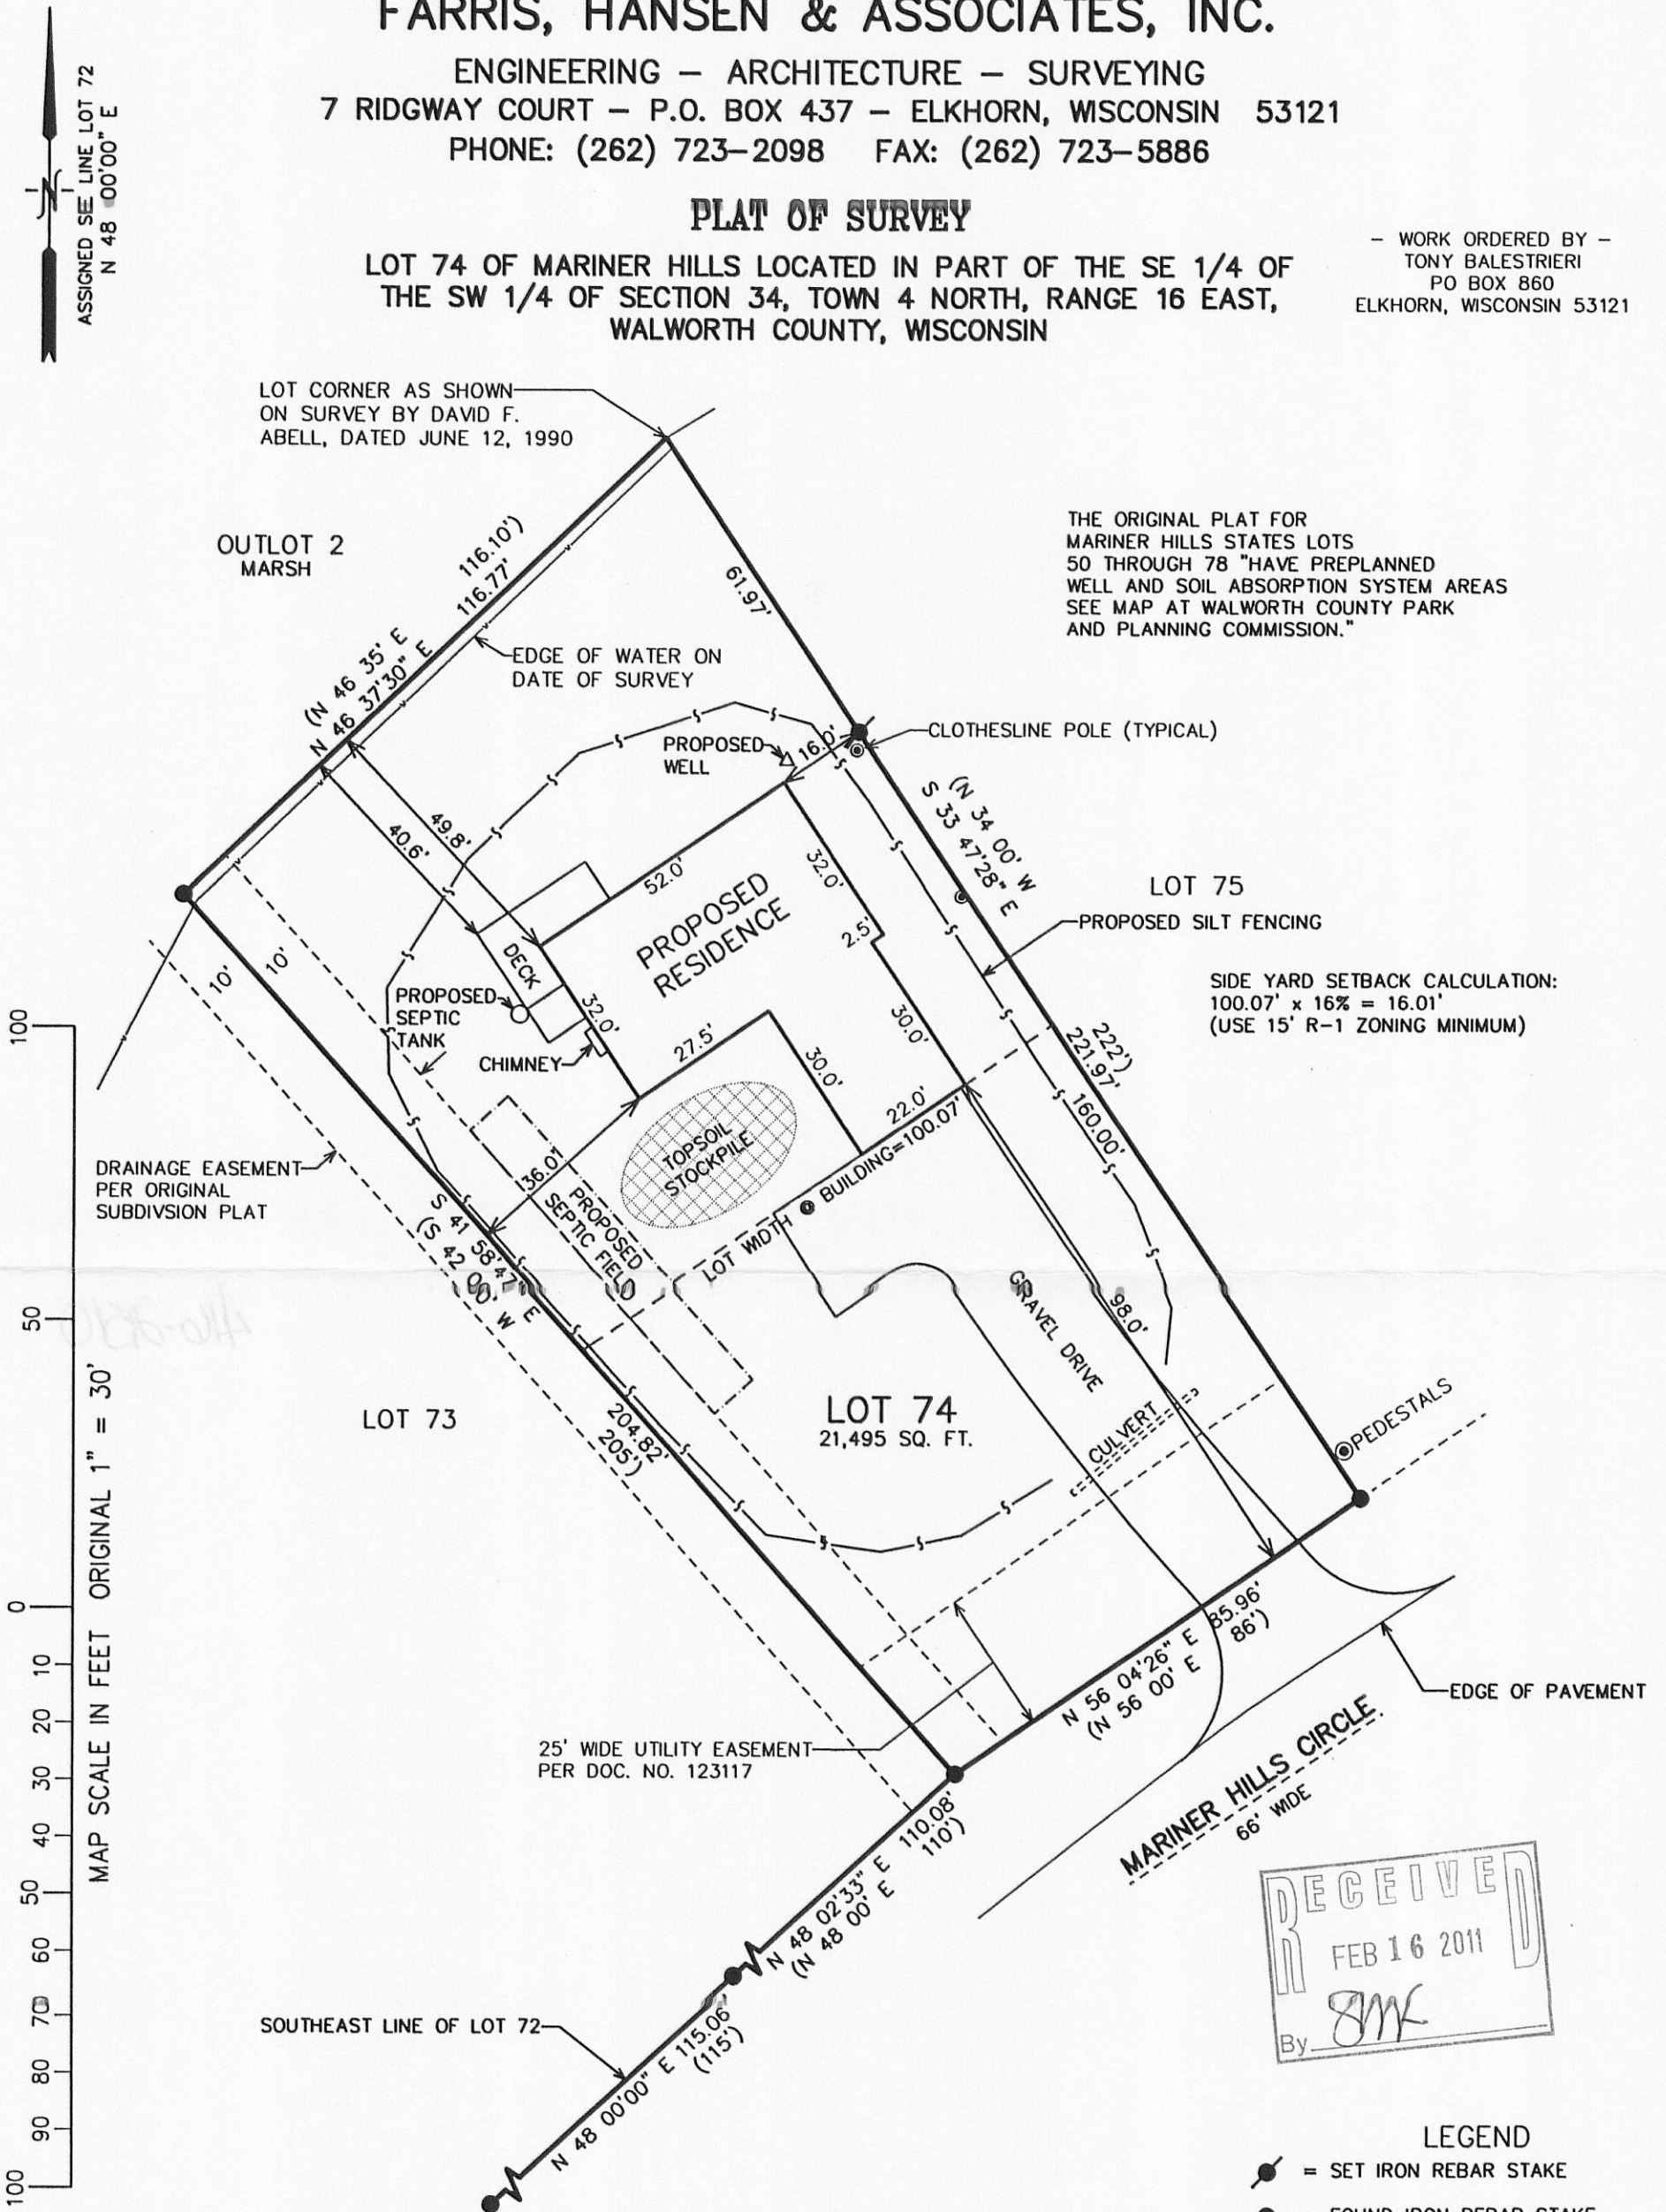 FARRIS, HANSEN & ASSOCIATES, INC.
ENGINEERING – ARCHITECTURE – SURVEYING
7 RIDGWAY COURT – P.O. BOX 437 – ELKHORN, WISCONSIN 53121
PHONE: (262) 723–2098 FAX: (262) 723–5886
PLAT OF SURVEY
LOT 74 OF MARINER HILLS LOCATED IN PART OF THE SE 1/4 OF
THE SW 1/4 OF SECTION 34, TOWN 4 NORTH, RANGE 16 EAST,
WALWORTH COUNTY, WISCONSIN
– WORK ORDERED BY –
TONY BALESTRIERI
PO BOX 860
ELKHORN, WISCONSIN 53121
N
ASSIGNED SE LINE LOT 72
N 48 00'00" E
LOT CORNER AS SHOWN
ON SURVEY BY DAVID F.
ABELL, DATED JUNE 12, 1990
OUTLOT 2
MARSH
116.10')
116.77'
(N 46 35' E
N 46 37'30" E
61.97'
THE ORIGINAL PLAT FOR
MARINER HILLS STATES LOTS
50 THROUGH 78 "HAVE PREPLANNED
WELL AND SOIL ABSORPTION SYSTEM AREAS
SEE MAP AT WALWORTH COUNTY PARK
AND PLANNING COMMISSION."
EDGE OF WATER ON
DATE OF SURVEY
PROPOSED
WELL
16.0'
CLOTHESLINE POLE (TYPICAL)
(N 34 00' W
S 33 47'28" E
49.8'
40.6'
52.0'
32.0'
2.5'
PROPOSED
RESIDENCE
LOT 75
PROPOSED SILT FENCING
SIDE YARD SETBACK CALCULATION:
100.07' x 16% = 16.01'
(USE 15' R–1 ZONING MINIMUM)
10'
10'
DECK
PROPOSED
SEPTIC
TANK
CHIMNEY
32.0'
27.5'
30.0'
30.0'
22.0'
222')
221.97'
160.00'
TOPSOIL
STOCKPILE
LOT WIDTH @ BUILDING=100.07'
DRAINAGE EASEMENT
PER ORIGINAL
SUBDIVSION PLAT
36.0'
PROPOSED
SEPTIC FIELD
S 41 58'47" E
(S 42 00' W
204.82'
205')
LOT 73
LOT 74
21,495 SQ. FT.
GRAVEL DRIVE
98.0'
CULVERT
PEDESTALS
25' WIDE UTILITY EASEMENT
PER DOC. NO. 123117
N 56 04'26" E 85.96'
(N 56 00' E 86')
EDGE OF PAVEMENT
MARINER HILLS CIRCLE
66' WIDE
N 48 02'33" E 110.08'
(N 48 00' E 110')
SOUTHEAST LINE OF LOT 72
N 48 00'00" E 115.06'
(115')
MAP SCALE IN FEET ORIGINAL 1" = 30'
100
50
0
10
20
30
40
50
60
70
80
90
100
RECEIVED
FEB 16 2011
By SMK
LEGEND
= SET IRON REBAR STAKE
= FOUND IRON REBAR STAKE